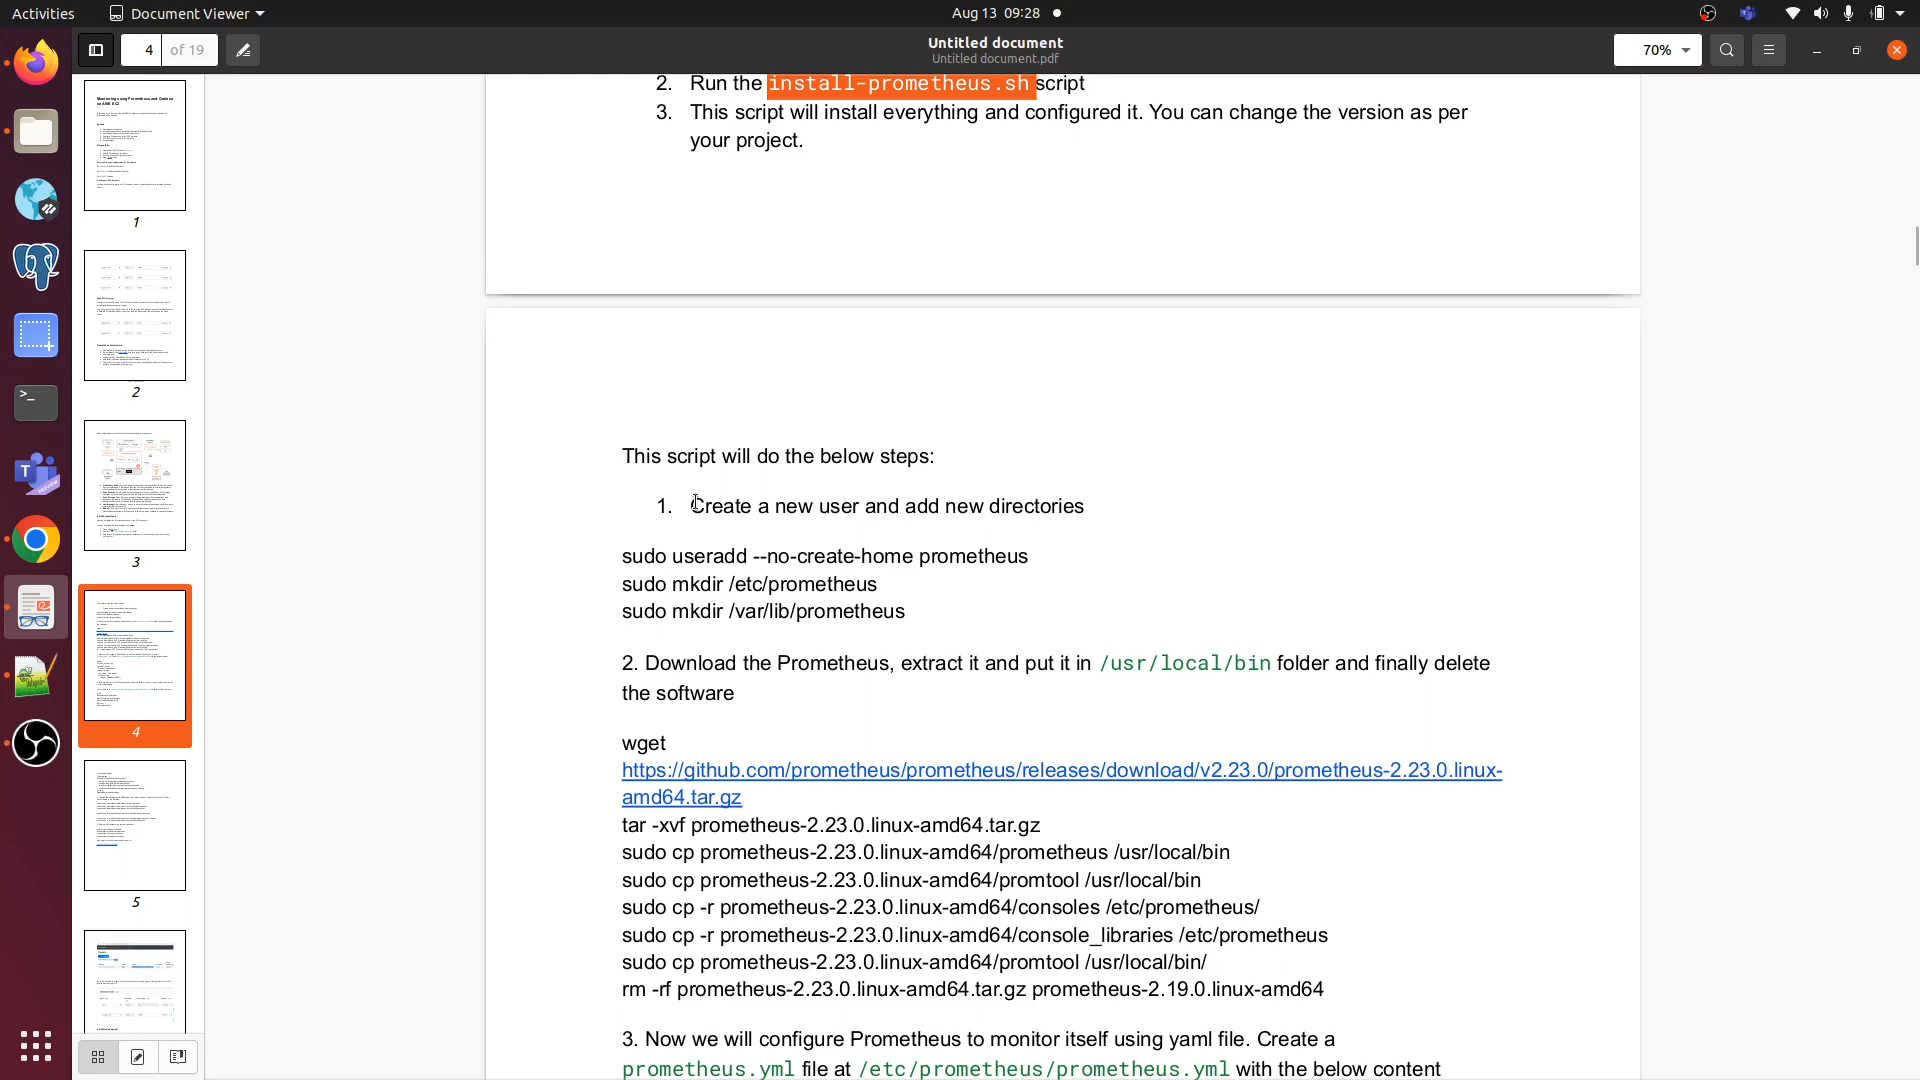 Activities
Document Viewer
Aug 13 09:28
4
of 19
Untitled document
Untitled document.pdf
70%
2. Run the install-prometheus.sh script
3. This script will install everything and configured it. You can change the version as per
your project.
This script will do the below steps:
1. Create a new user and add new directories
sudo useradd --no-create-home prometheus
sudo mkdir /etc/prometheus
sudo mkdir /var/lib/prometheus
2. Download the Prometheus, extract it and put it in /usr/local/bin folder and finally delete
the software
wget
https://github.com/prometheus/prometheus/releases/download/v2.23.0/prometheus-2.23.0.linux-
amd64.tar.gz
tar -xvf prometheus-2.23.0.linux-amd64.tar.gz
sudo cp prometheus-2.23.0.linux-amd64/prometheus /usr/local/bin
sudo cp prometheus-2.23.0.linux-amd64/promtool /usr/local/bin
sudo cp -r prometheus-2.23.0.linux-amd64/consoles /etc/prometheus/
sudo cp -r prometheus-2.23.0.linux-amd64/console_libraries /etc/prometheus
sudo cp prometheus-2.23.0.linux-amd64/promtool /usr/local/bin/
rm -rf prometheus-2.23.0.linux-amd64.tar.gz prometheus-2.19.0.linux-amd64
3. Now we will configure Prometheus to monitor itself using yaml file. Create a
prometheus.yml file at /etc/prometheus/prometheus.yml with the below content
1
2
3
4
5